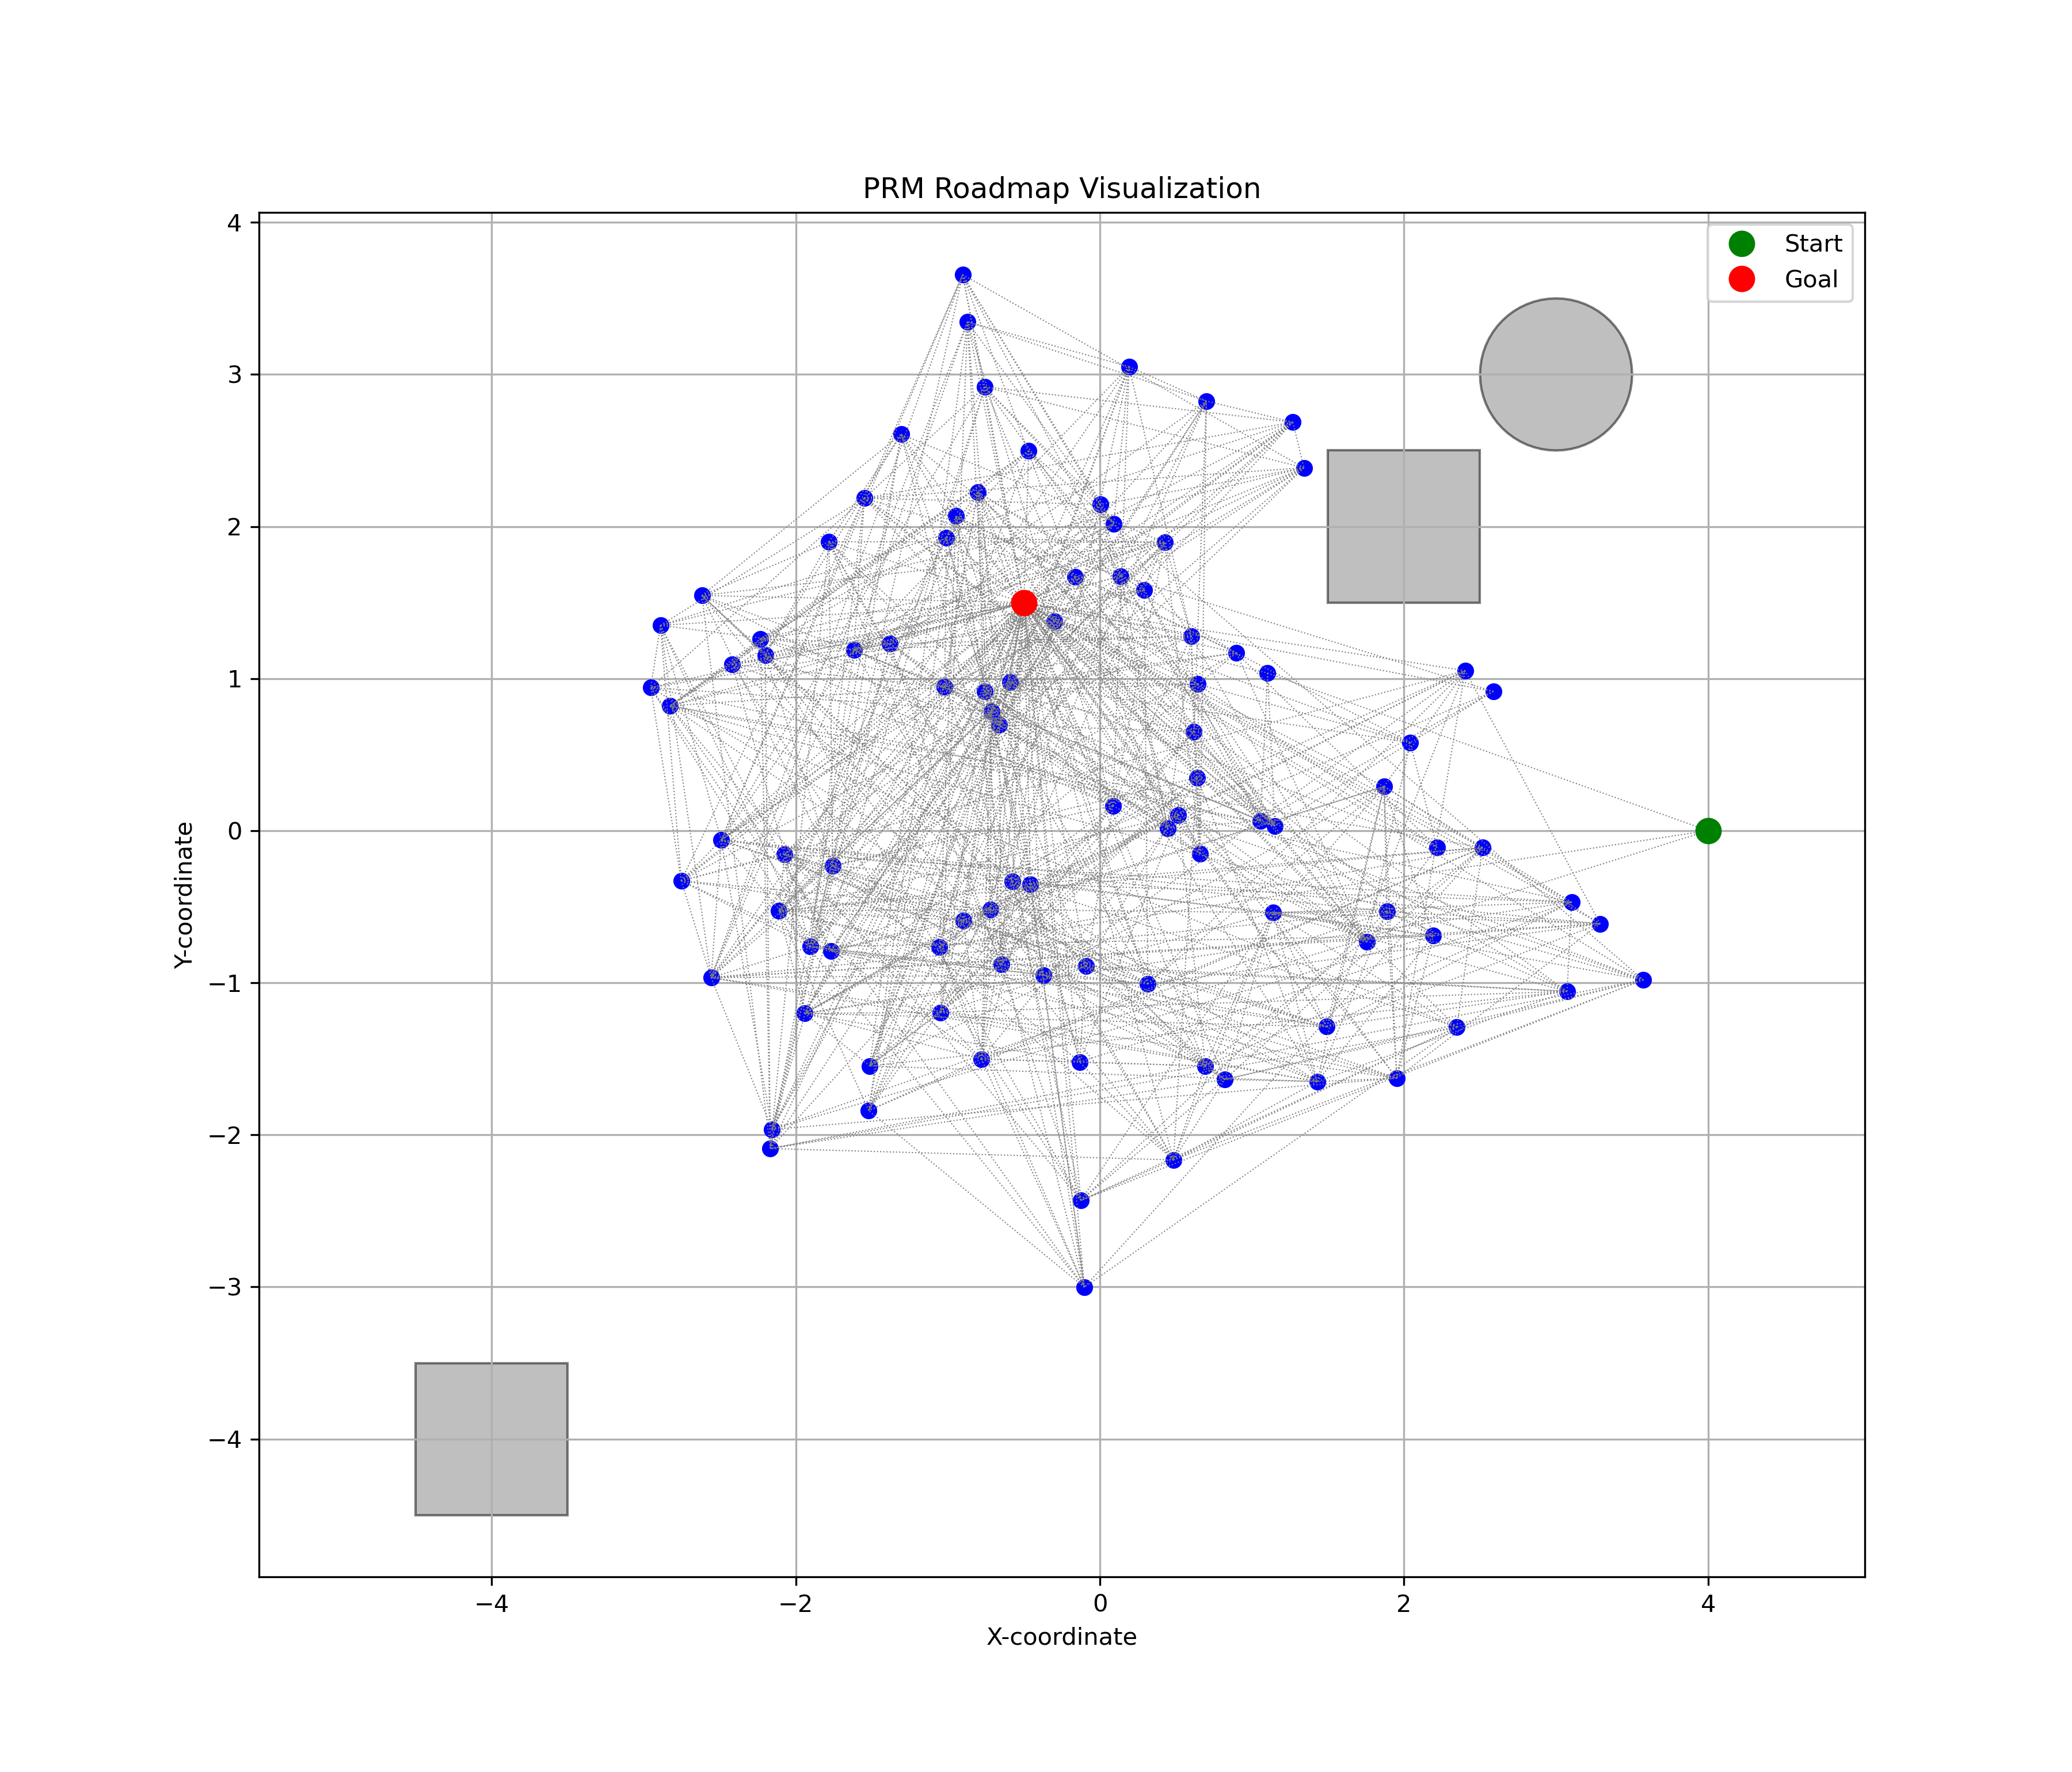 PRM Roadmap Visualization
Start
Goal
4
3
2
1
0
−1
−2
−3
−4
Y-coordinate
−4
−2
0
2
4
X-coordinate